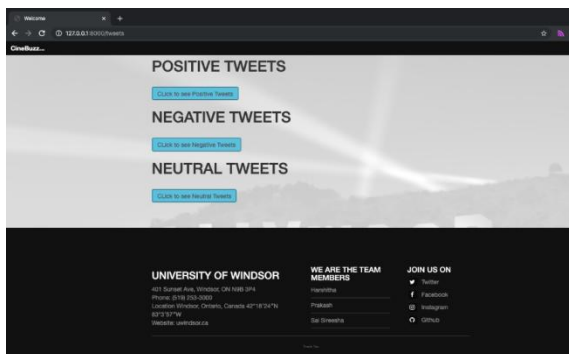 Welcome
127.0.0.1:8000/tweets
CineBuzz...
POSITIVE TWEETS
CLick to see Positive Tweets
NEGATIVE TWEETS
CLick to see Negative Tweets
NEUTRAL TWEETS
CLick to see Neutral Tweets
UNIVERSITY OF WINDSOR
401 Sunset Ave, Windsor, ON N9B 3P4
Phone: (519) 253-3000
Location Windsor, Ontario, Canada 42°18'24"N
83°3'57"W
Website: uwindsor.ca
WE ARE THE TEAM
MEMBERS
Harshitha
Prakash
Sai Sireesha
JOIN US ON
Twitter
Facebook
Instagram
Github